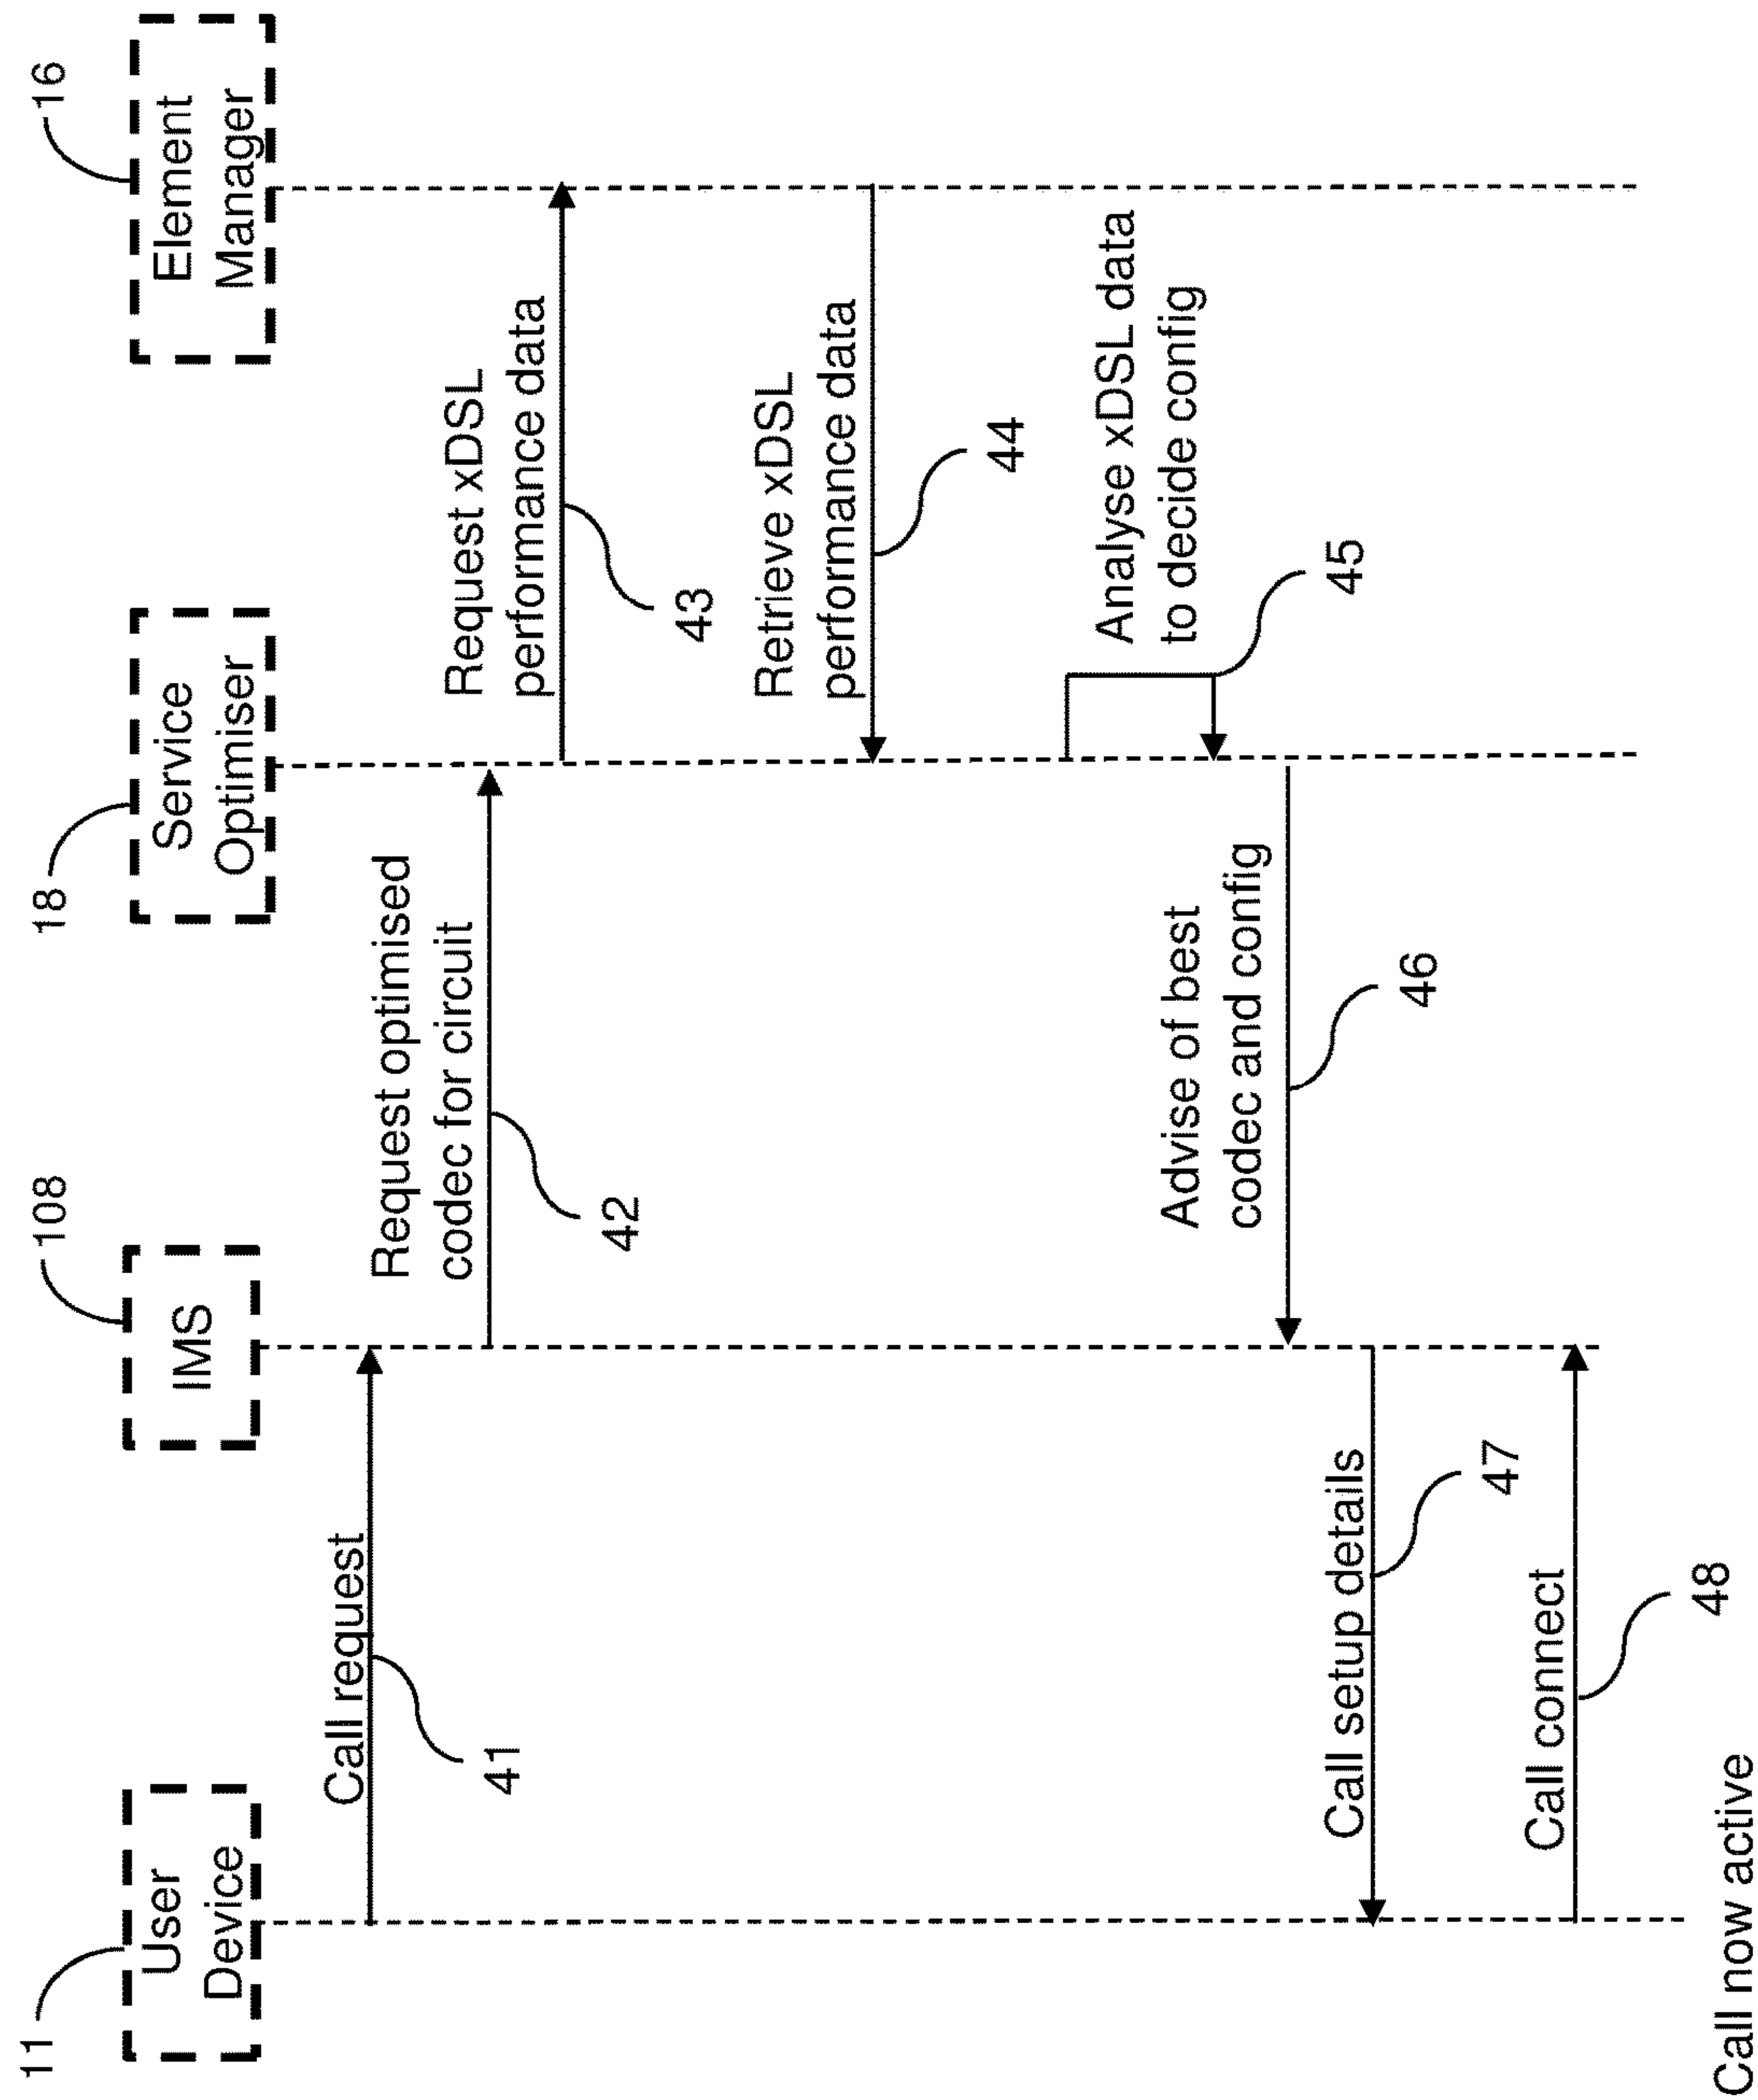 11
User
Device
108
IMS
18
Service
Optimiser
16
Element
Manager
Call request
41
Request optimised
codec for circuit
42
Request xDSL
performance data
43
Retrieve xDSL
performance data
44
Analyse xDSL data
to decide config
45
Advise of best
codec and config
46
Call setup details
47
Call connect
48
Call now active